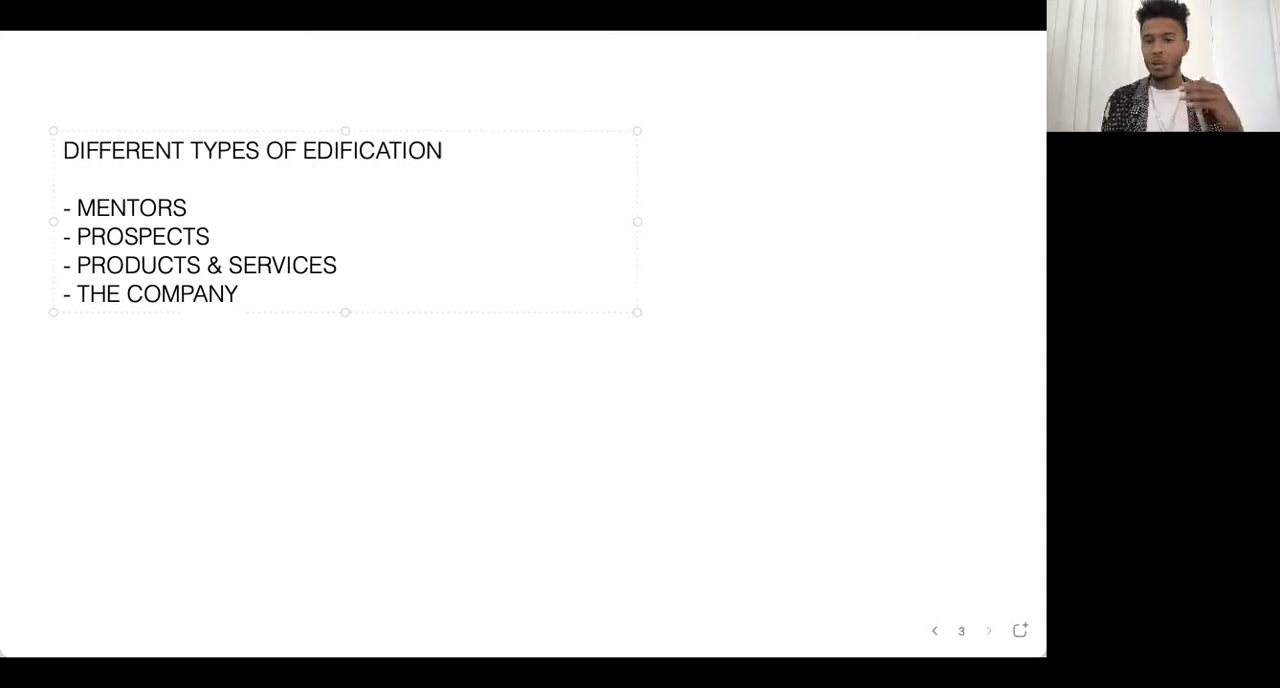 DIFFERENT TYPES OF EDIFICATION
- MENTORS
- PROSPECTS
- PRODUCTS & SERVICES
- THE COMPANY
3